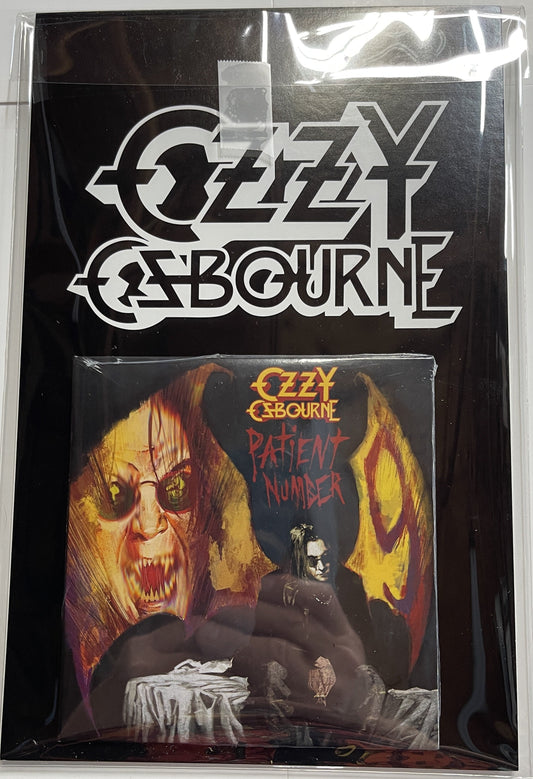 OZZY
OSBOURNE
OZZY
OSBOURNE
PATIENT
NUMBER
9